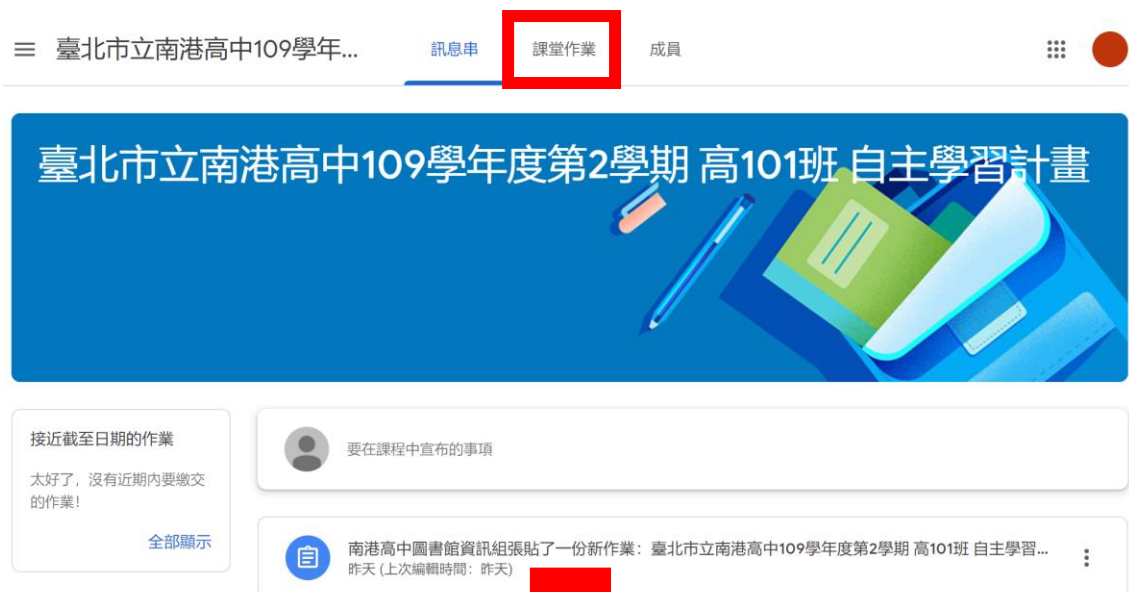 臺北市立南港高中109學年...
訊息串
課堂作業
成員
臺北市立南港高中109學年度第2學期 高101班 自主學習計畫
接近截至日期的作業
太好了，沒有近期內要繳交
的作業！
全部顯示
要在課程中宣布的事項
南港高中圖書館資訊組張貼了一份新作業：臺北市立南港高中109學年度第2學期 高101班 自主學習...
昨天 (上次編輯時間：昨天)